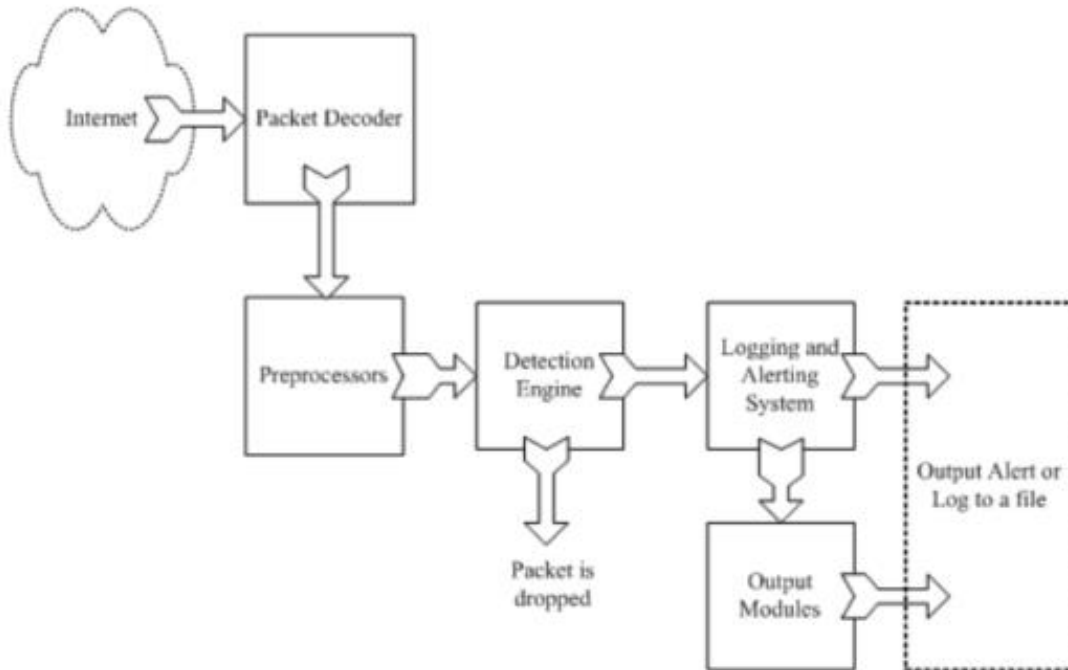 Internet
Packet Decoder
Preprocessors
Detection
Engine
Logging and
Alerting
System
Output Alert or
Log to a file
Packet is
dropped
Output
Modules